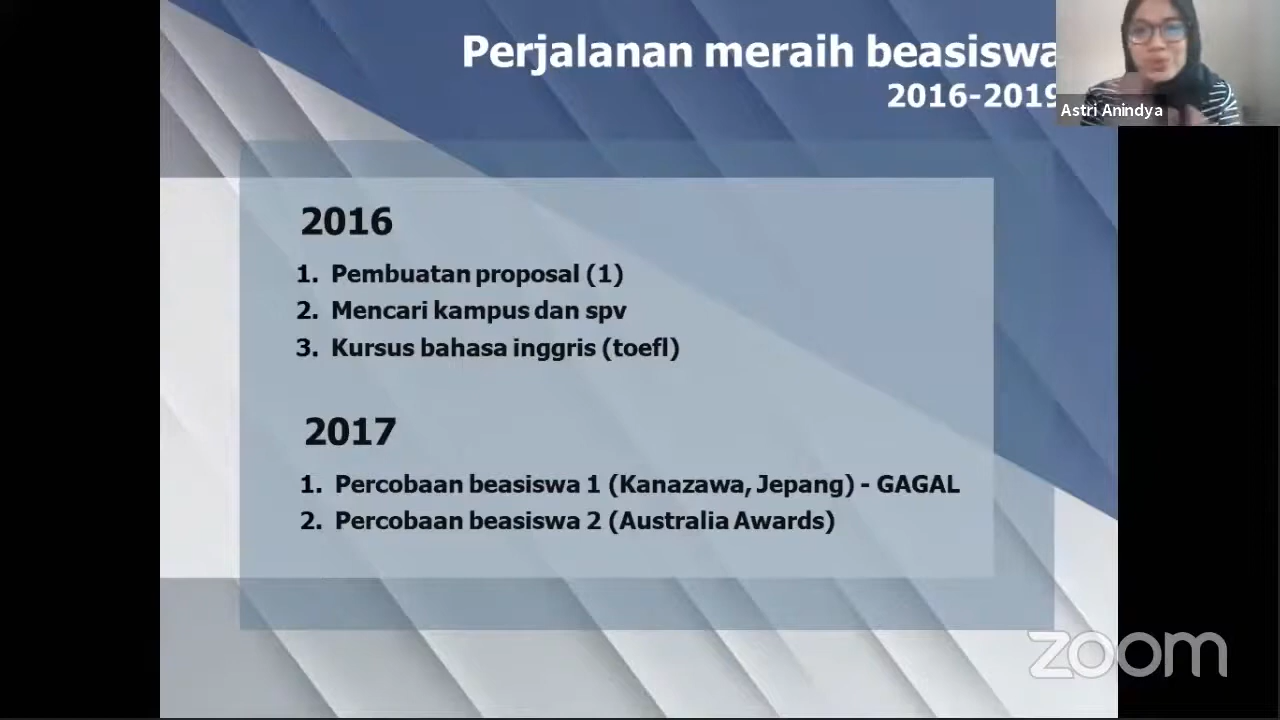 Perjalanan meraih beasiswa
2016-2019
Astri Anindya
2016
1. Pembuatan proposal (1)
2. Mencari kampus dan spv
3. Kursus bahasa inggris (toefl)
2017
1. Percobaan beasiswa 1 (Kanazawa, Jepang) - GAGAL
2. Percobaan beasiswa 2 (Australia Awards)
zoom